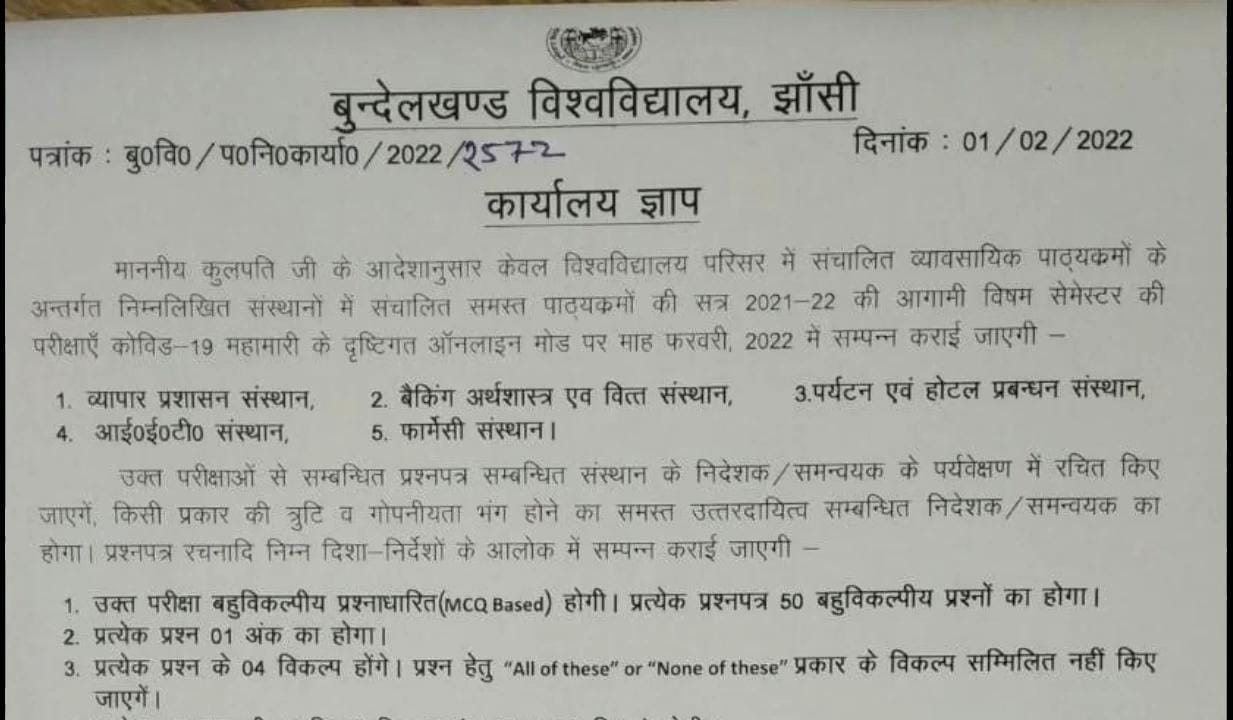 बुन्देलखण्ड विश्वविद्यालय, झाँसी
पत्रांक : बु0वि0 / प0नि0कार्या0 / 2022 /2572
दिनांक : 01 / 02 / 2022
कार्यालय ज्ञाप
माननीय कुलपति जी के आदेशानुसार केवल विश्वविद्यालय परिसर में संचालित व्यावसायिक पाठ्यकमों के
अन्तर्गत निम्नलिखित संस्थानों में संचालित समस्त पाठ्यकमों की सत्र 2021–22 की आगामी विषम सेमेस्टर की
परीक्षाएँ कोविड–19 महामारी के दृष्टिगत ऑनलाइन मोड पर माह फरवरी, 2022 में सम्पन्न कराई जाएगी –
1. व्यापार प्रशासन संस्थान, 2. बैकिंग अर्थशास्त्र एव वित्त संस्थान, 3.पर्यटन एवं होटल प्रबन्धन संस्थान,
4. आई0ई0टी0 संस्थान, 5. फार्मेसी संस्थान।
उक्त परीक्षाओं से सम्बन्धित प्रश्नपत्र सम्बन्धित संस्थान के निदेशक / समन्वयक के पर्यवेक्षण में रचित किए
जाएगें, किसी प्रकार की त्रुटि व गोपनीयता भंग होने का समस्त उत्तरदायित्व सम्बन्धित निदेशक / समन्वयक का
होगा। प्रश्नपत्र रचनादि निम्न दिशा–निर्देशों के आलोक में सम्पन्न कराई जाएगी –
1. उक्त परीक्षा बहुविकल्पीय प्रश्नाधारित(MCQ Based) होगी। प्रत्येक प्रश्नपत्र 50 बहुविकल्पीय प्रश्नों का होगा।
2. प्रत्येक प्रश्न 01 अंक का होगा।
3. प्रत्येक प्रश्न के 04 विकल्प होंगे। प्रश्न हेतु “All of these” or “None of these” प्रकार के विकल्प सम्मिलित नहीं किए
जाएगें।